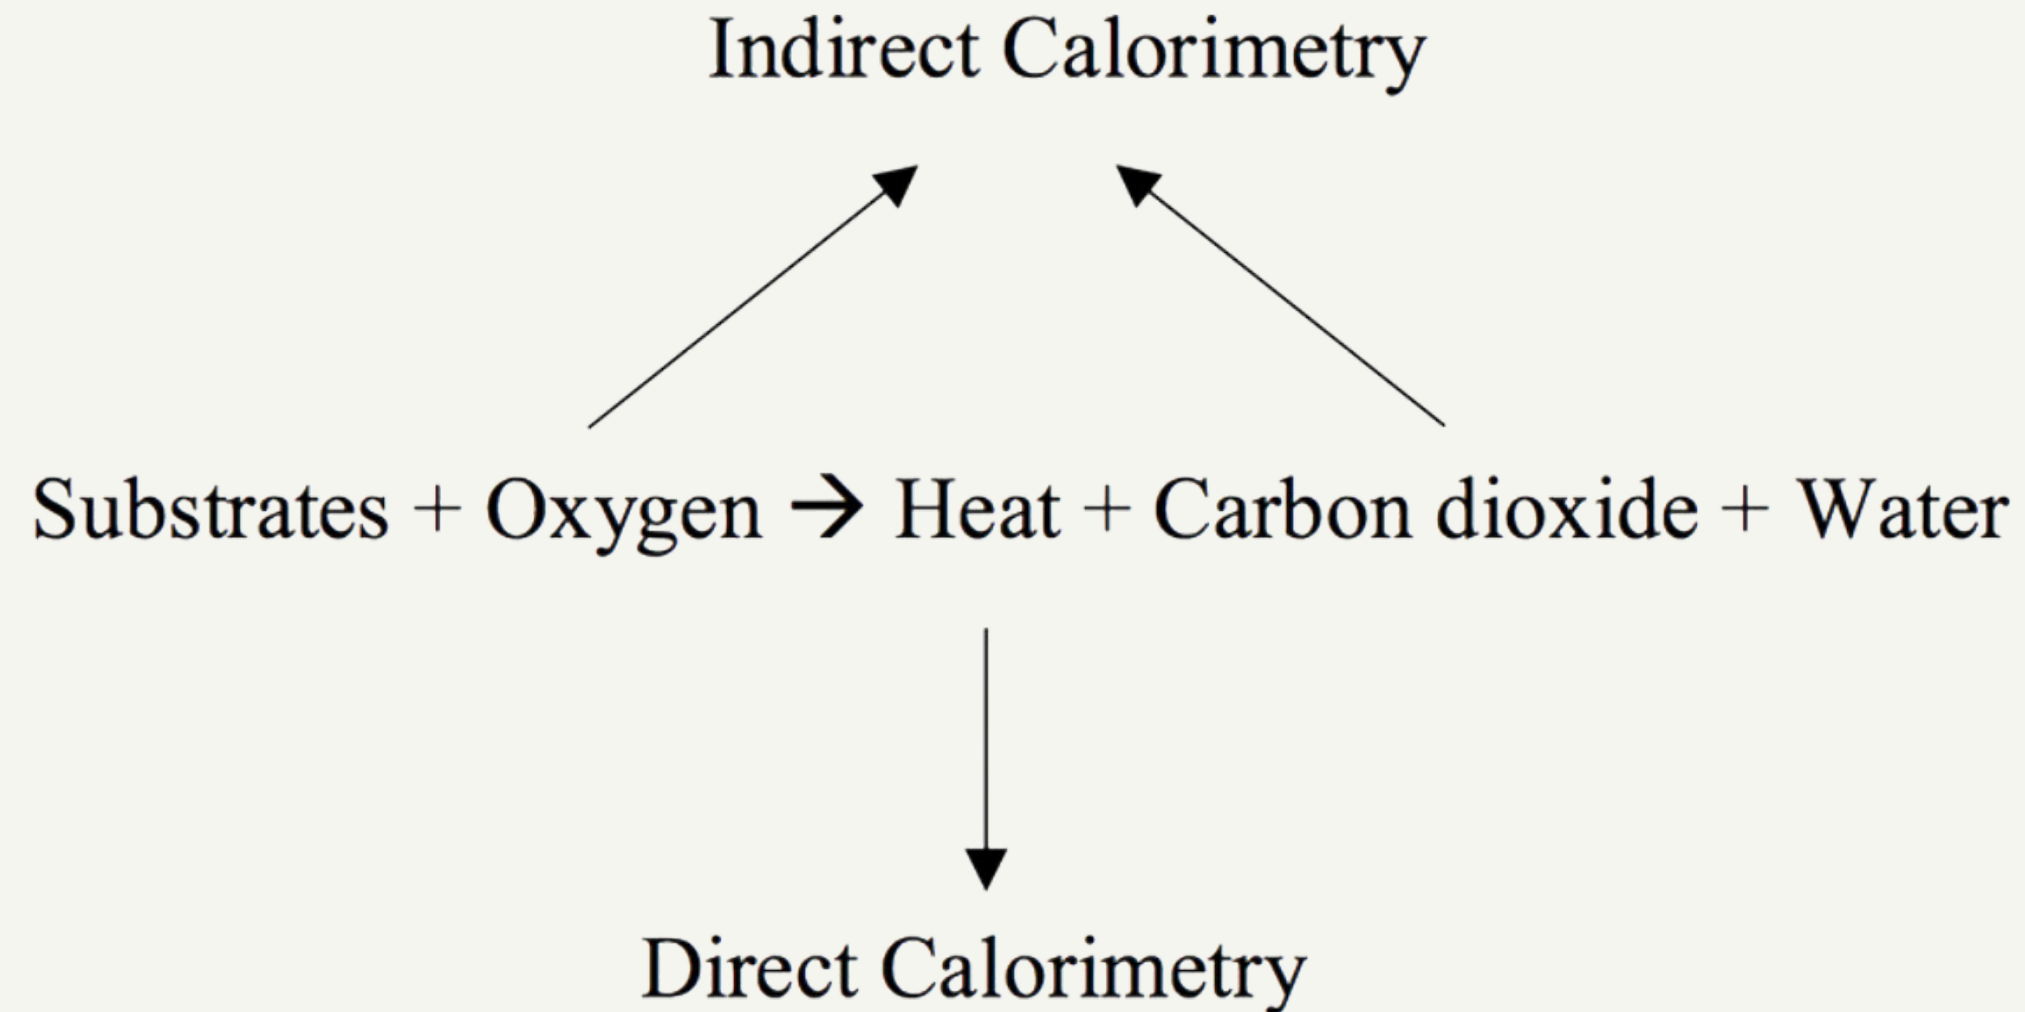 Indirect Calorimetry
Substrates + Oxygen → Heat + Carbon dioxide + Water
Direct Calorimetry